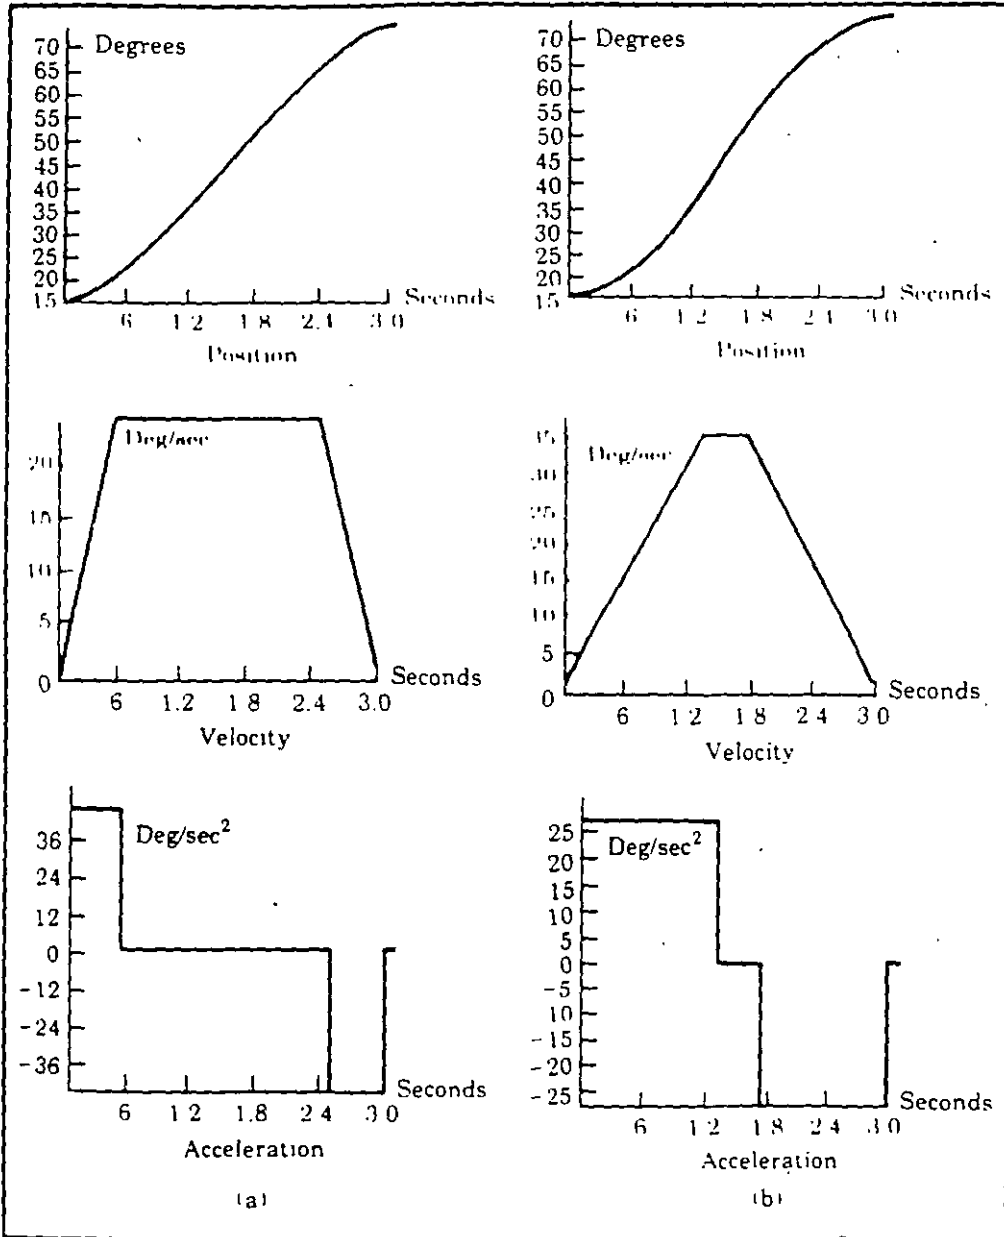 Degrees
70
65
60
55
50
45
40
35
30
25
20
15
6 1 2 1 8 2.4 3 0
Seconds
Position
Degrees
70
65
60
55
50
45
40
35
30
25
20
15
6 1.2 1 8 2 4 3 0
Seconds
Position
Deg/sec
20
15
10
5
0
6 1.2 1 8 2.4 3.0
Seconds
Velocity
Deg/sec
35
30
25
20
15
10
5
0
6 1 2 1 8 2 4 3 0
Seconds
Velocity
Deg/sec²
36
24
12
0
-12
-24
-36
6 1 2 1.8 2 4 3 0
Seconds
Acceleration
(a)
Deg/sec²
25
20
15
10
5
0
-5
10
-15
-20
-25
6 1 2 1 8 2 4 3 0
Seconds
Acceleration
(b)